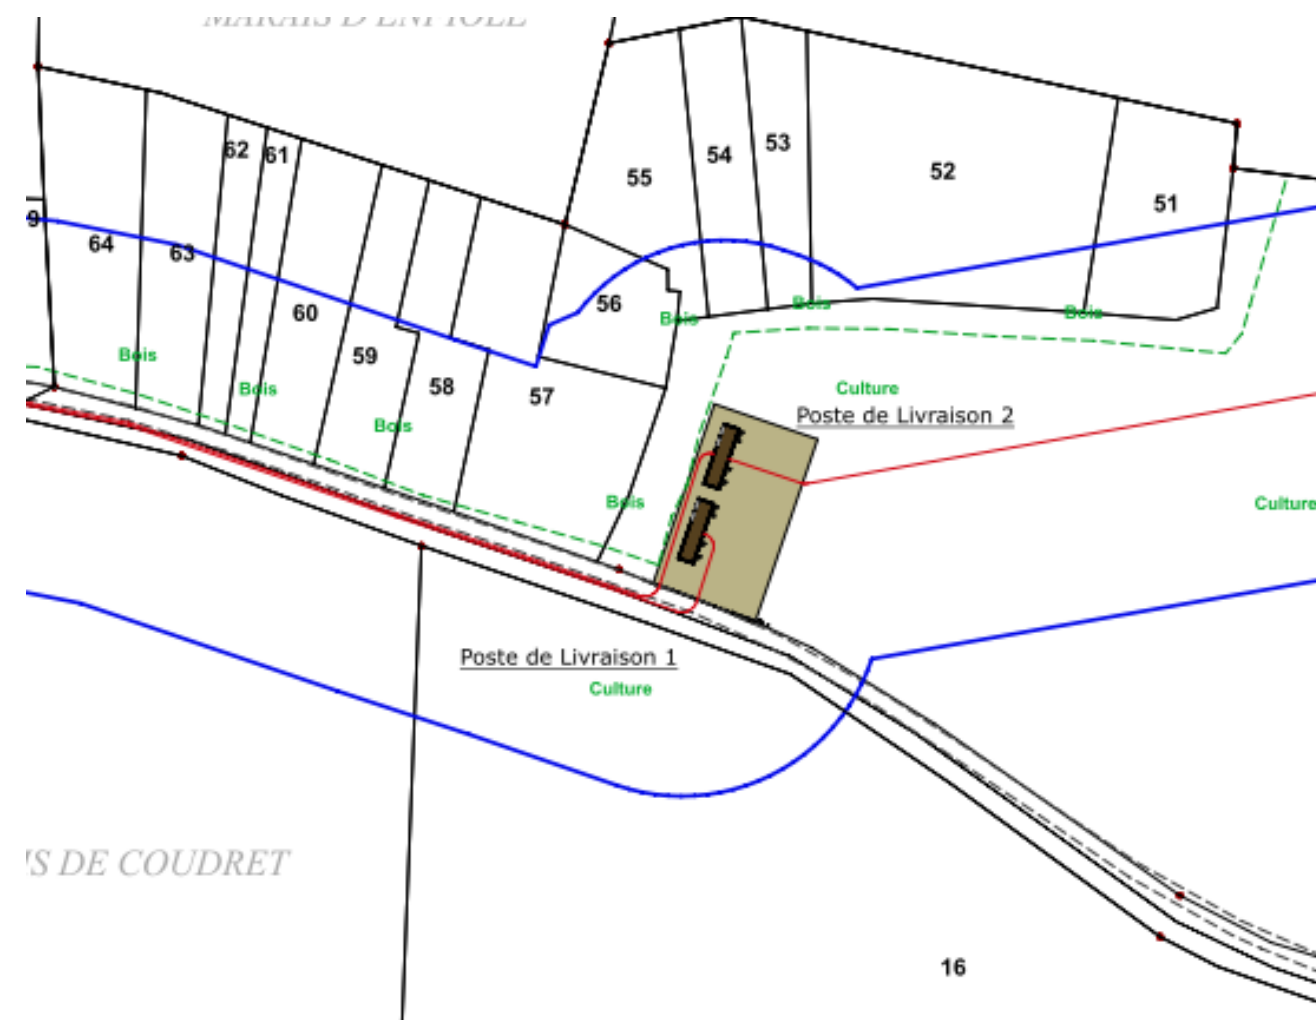 55
54
53
52
51
62
61
64
63
60
59
58
57
56
Bois
Bois
Bois
Bois
Bois
Bois
Bois
Culture
Poste de Livraison 2
Culture
Poste de Livraison 1
Culture
DE COUDRET
16